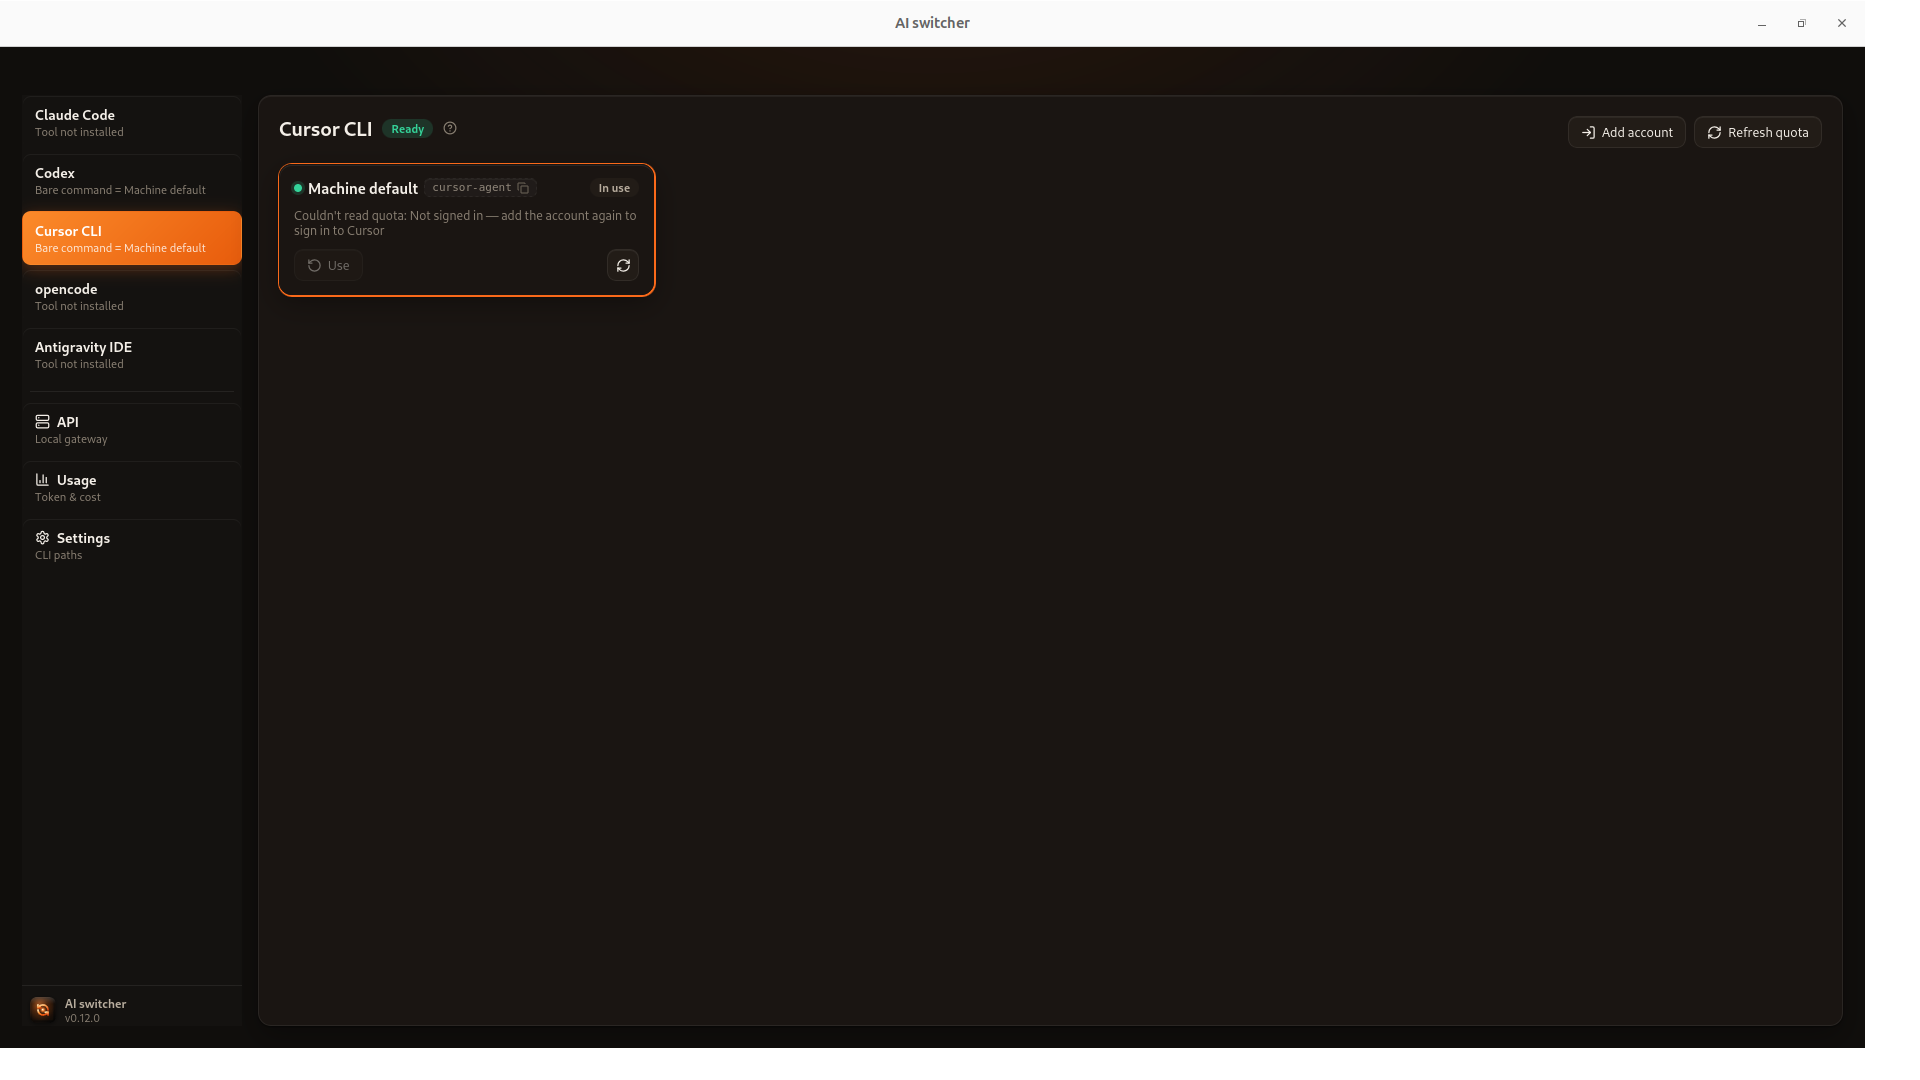 AI switcher
Claude Code
Tool not installed
Codex
Bare command = Machine default
Cursor CLI
Bare command = Machine default
opencode
Tool not installed
Antigravity IDE
Tool not installed
API
Local gateway
Usage
Token & cost
Settings
CLI paths
AI switcher
v0.12.0
Cursor CLI
Ready
Add account
Refresh quota
Machine default
cursor-agent
In use
Couldn't read quota: Not signed in — add the account again to
sign in to Cursor
Use